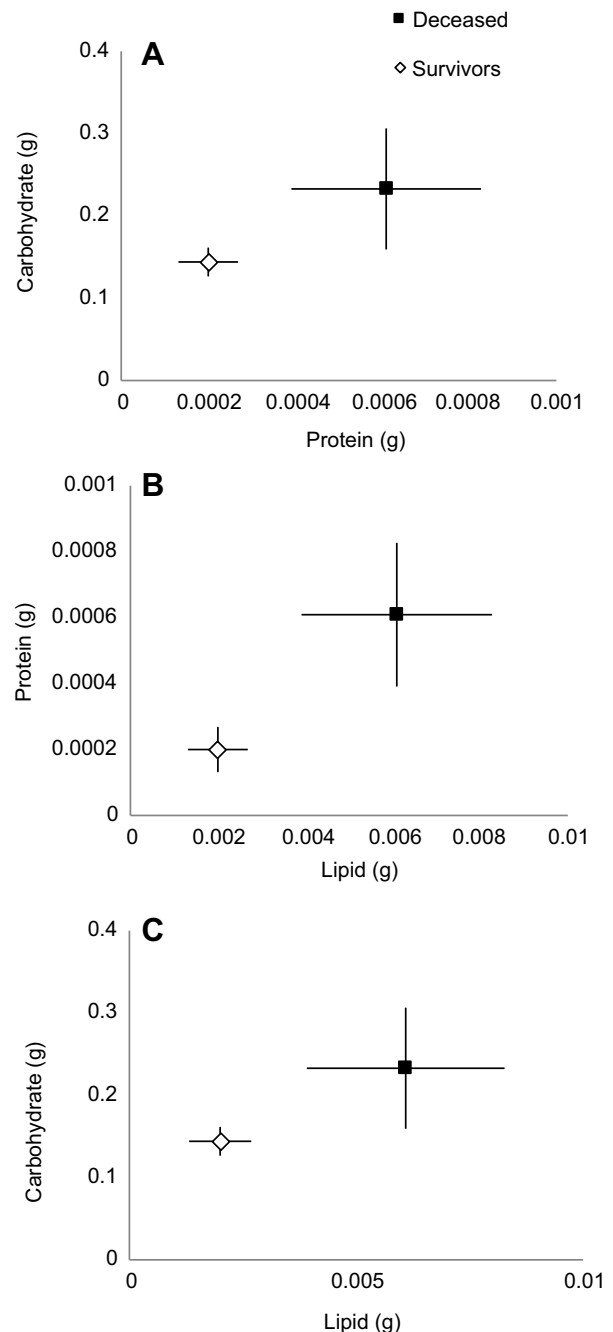 Deceased
Survivors
A
0.4
0.3
0.2
0.1
0
Carbohydrate (g)
0 0.0002 0.0004 0.0006 0.0008 0.001
Protein (g)
B
0.001
0.0008
0.0006
0.0004
0.0002
0
Protein (g)
0 0.002 0.004 0.006 0.008 0.01
Lipid (g)
C
0.4
0.3
0.2
0.1
0
Carbohydrate (g)
0 0.005 0.01
Lipid (g)